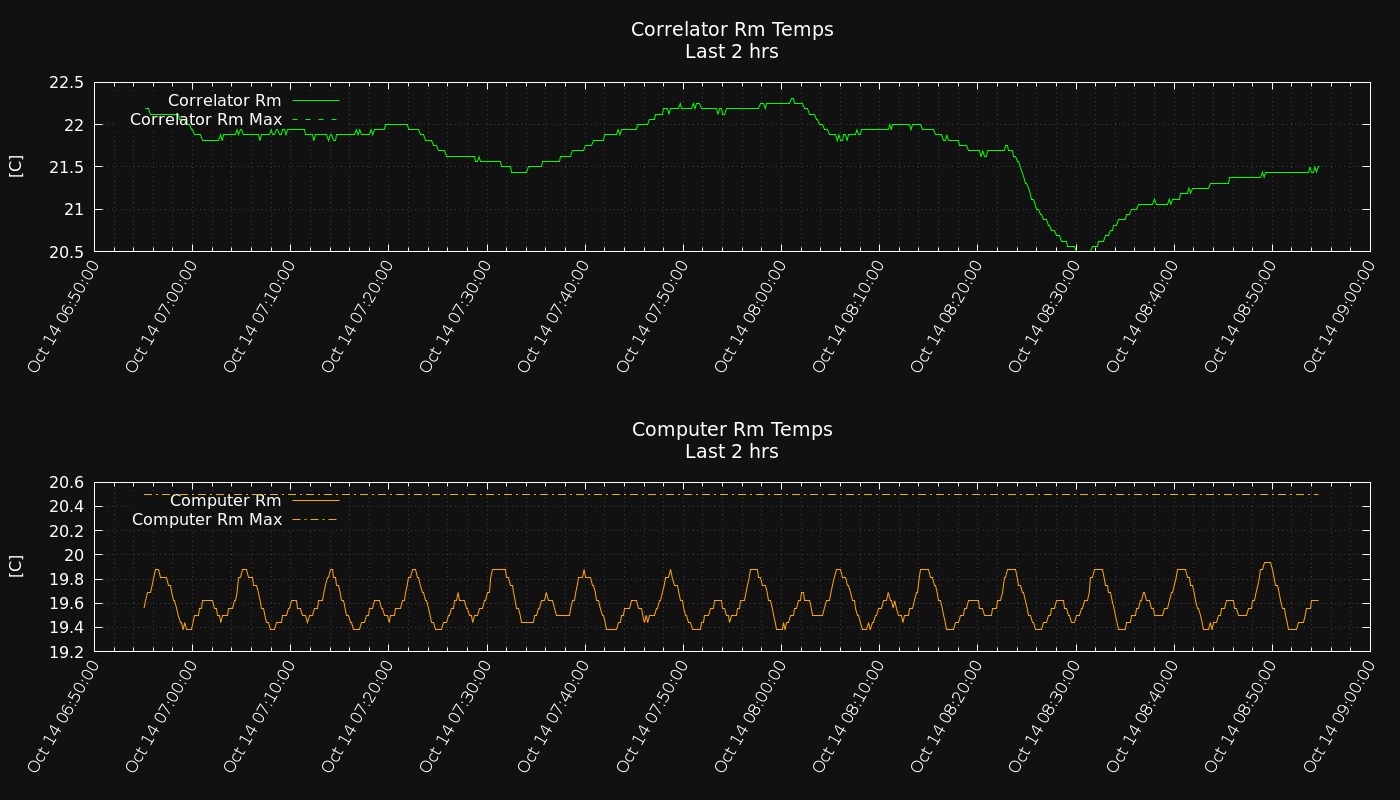 Correlator Rm Temps
Last 2 hrs
22.5
22
21.5
21
20.5
[C]
Correlator Rm
Correlator Rm Max
Oct 14 06:50:00
Oct 14 07:00:00
Oct 14 07:10:00
Oct 14 07:20:00
Oct 14 07:30:00
Oct 14 07:40:00
Oct 14 07:50:00
Oct 14 08:00:00
Oct 14 08:10:00
Oct 14 08:20:00
Oct 14 08:30:00
Oct 14 08:40:00
Oct 14 08:50:00
Oct 14 09:00:00
Computer Rm Temps
Last 2 hrs
20.6
20.4
20.2
20
19.8
19.6
19.4
19.2
[C]
Computer Rm
Computer Rm Max
Oct 14 06:50:00
Oct 14 07:00:00
Oct 14 07:10:00
Oct 14 07:20:00
Oct 14 07:30:00
Oct 14 07:40:00
Oct 14 07:50:00
Oct 14 08:00:00
Oct 14 08:10:00
Oct 14 08:20:00
Oct 14 08:30:00
Oct 14 08:40:00
Oct 14 08:50:00
Oct 14 09:00:00